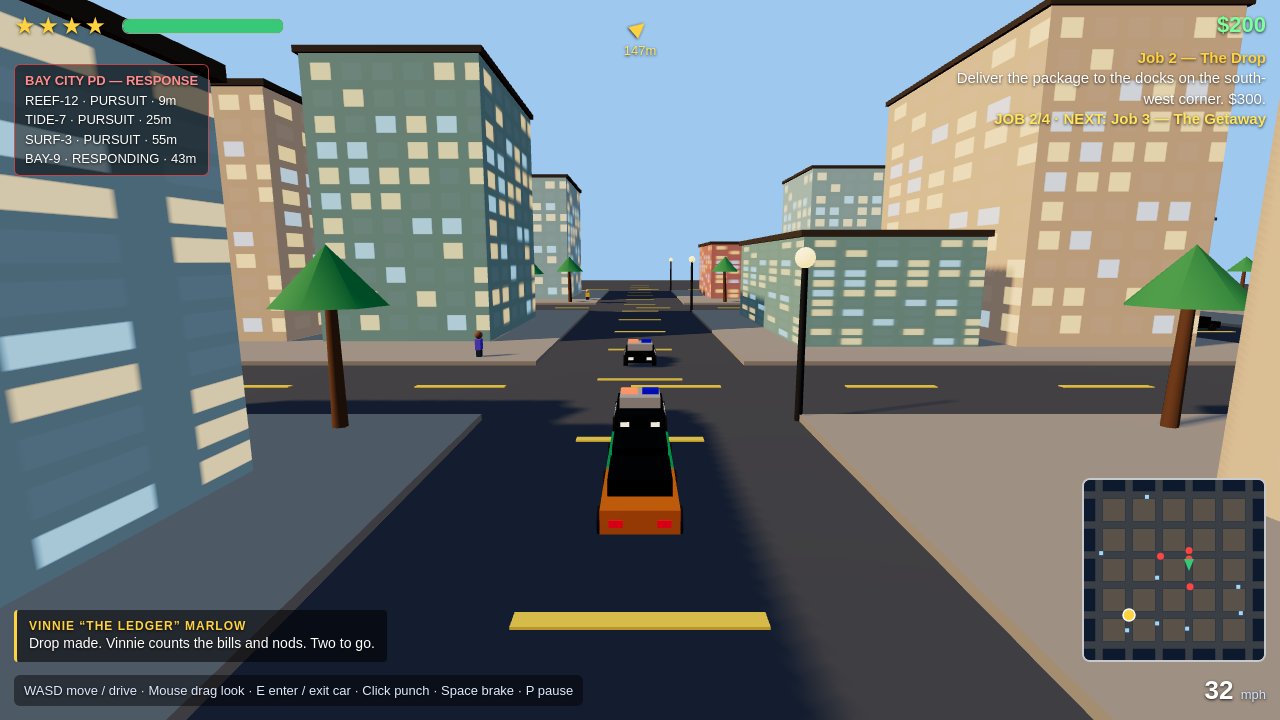 ★★★★
147m
$200
BAY CITY PD — RESPONSE
REEF-12 · PURSUIT · 9m
TIDE-7 · PURSUIT · 25m
SURF-3 · PURSUIT · 55m
BAY-9 · RESPONDING · 43m
Job 2 — The Drop
Deliver the package to the docks on the south-
west corner. $300.
JOB 2/4 · NEXT: Job 3 — The Getaway
VINNIE “THE LEDGER” MARLOW
Drop made. Vinnie counts the bills and nods. Two to go.
WASD move / drive · Mouse drag look · E enter / exit car · Click punch · Space brake · P pause
32 mph